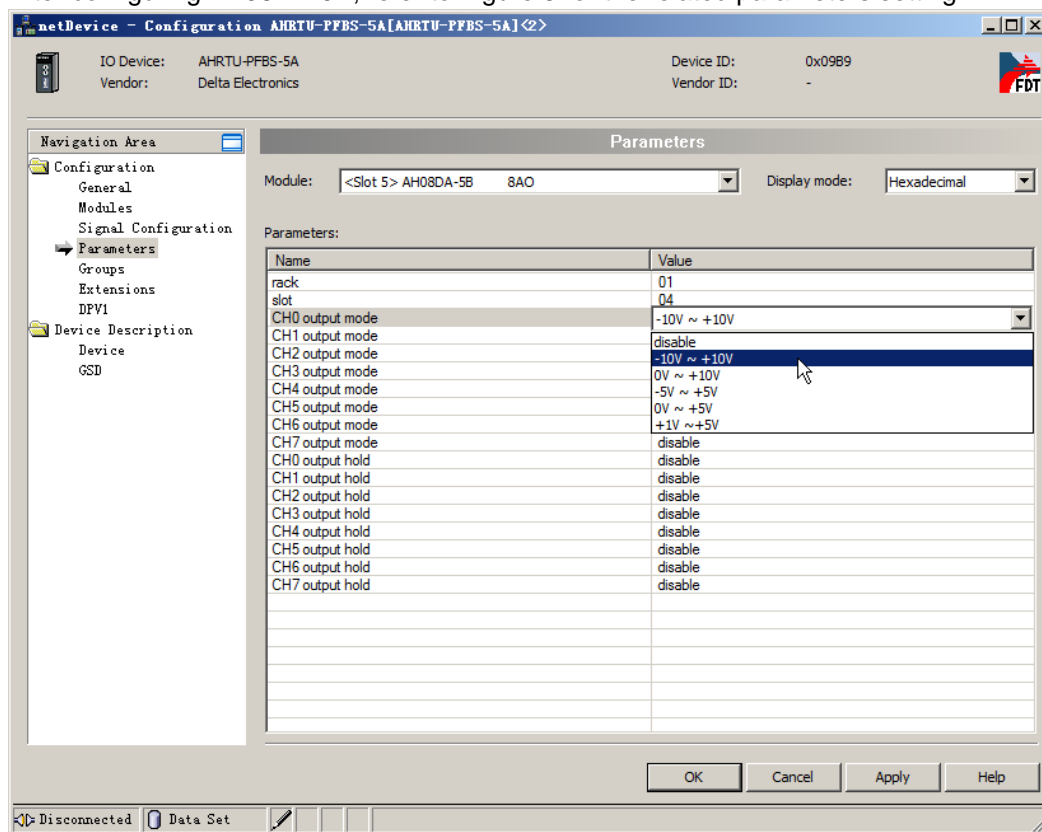 netDevice - Configuration AHRTU-PFBS-5A[AHRTU-PFBS-5A]<2>
IO Device: AHRTU-PFBS-5A Device ID: 0x09B9
Vendor: Delta Electronics Vendor ID: -
FDT
Navigation Area
Configuration
General
Modules
Signal Configuration
Parameters
Groups
Extensions
DPV1
Device Description
Device
GSD
Parameters
Module: <Slot 5> AH08DA-5B 8AO Display mode: Hexadecimal
Parameters:
Name Value
rack 01
slot 04
CH0 output mode -10V ~ +10V
CH1 output mode disable
CH2 output mode -10V ~ +10V
CH3 output mode 0V ~ +10V
CH4 output mode -5V ~ +5V
CH5 output mode 0V ~ +5V
CH6 output mode +1V ~+5V
CH7 output mode disable
CH0 output hold disable
CH1 output hold disable
CH2 output hold disable
CH3 output hold disable
CH4 output hold disable
CH5 output hold disable
CH6 output hold disable
CH7 output hold disable
OK Cancel Apply Help
Disconnected Data Set